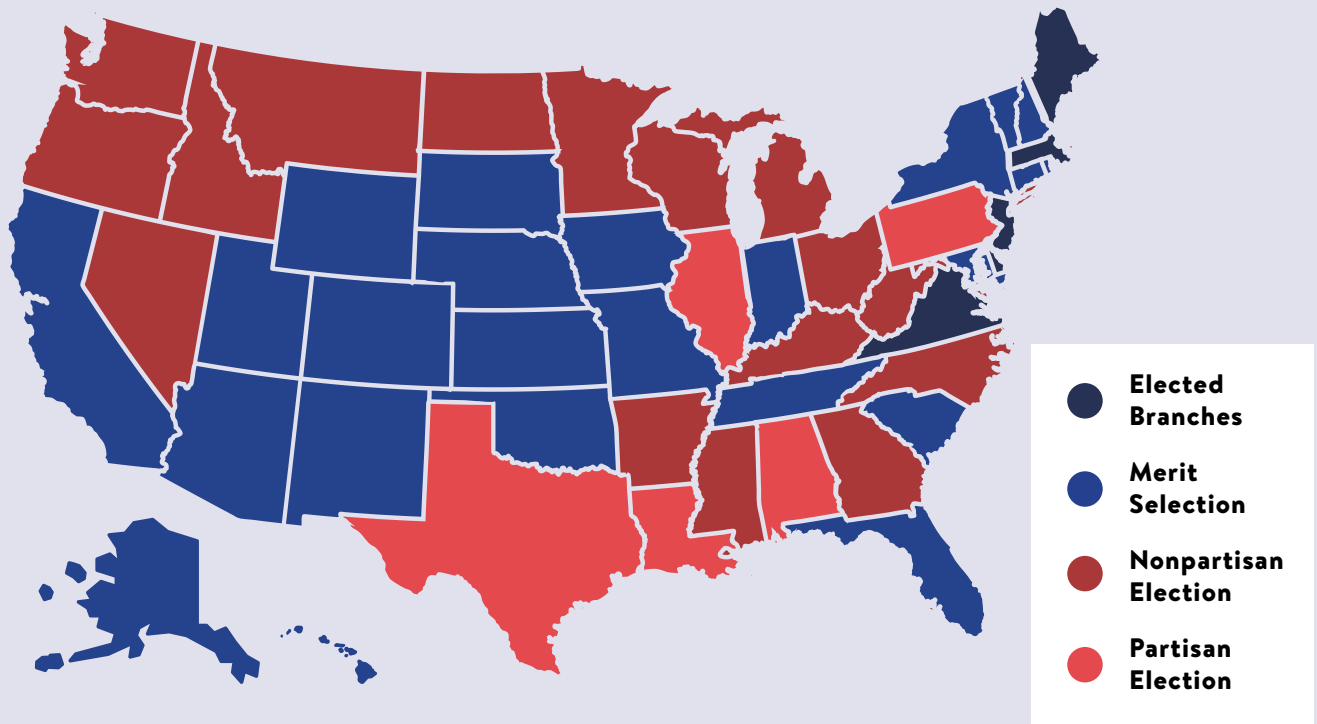 Elected
Branches
Merit
Selection
Nonpartisan
Election
Partisan
Election